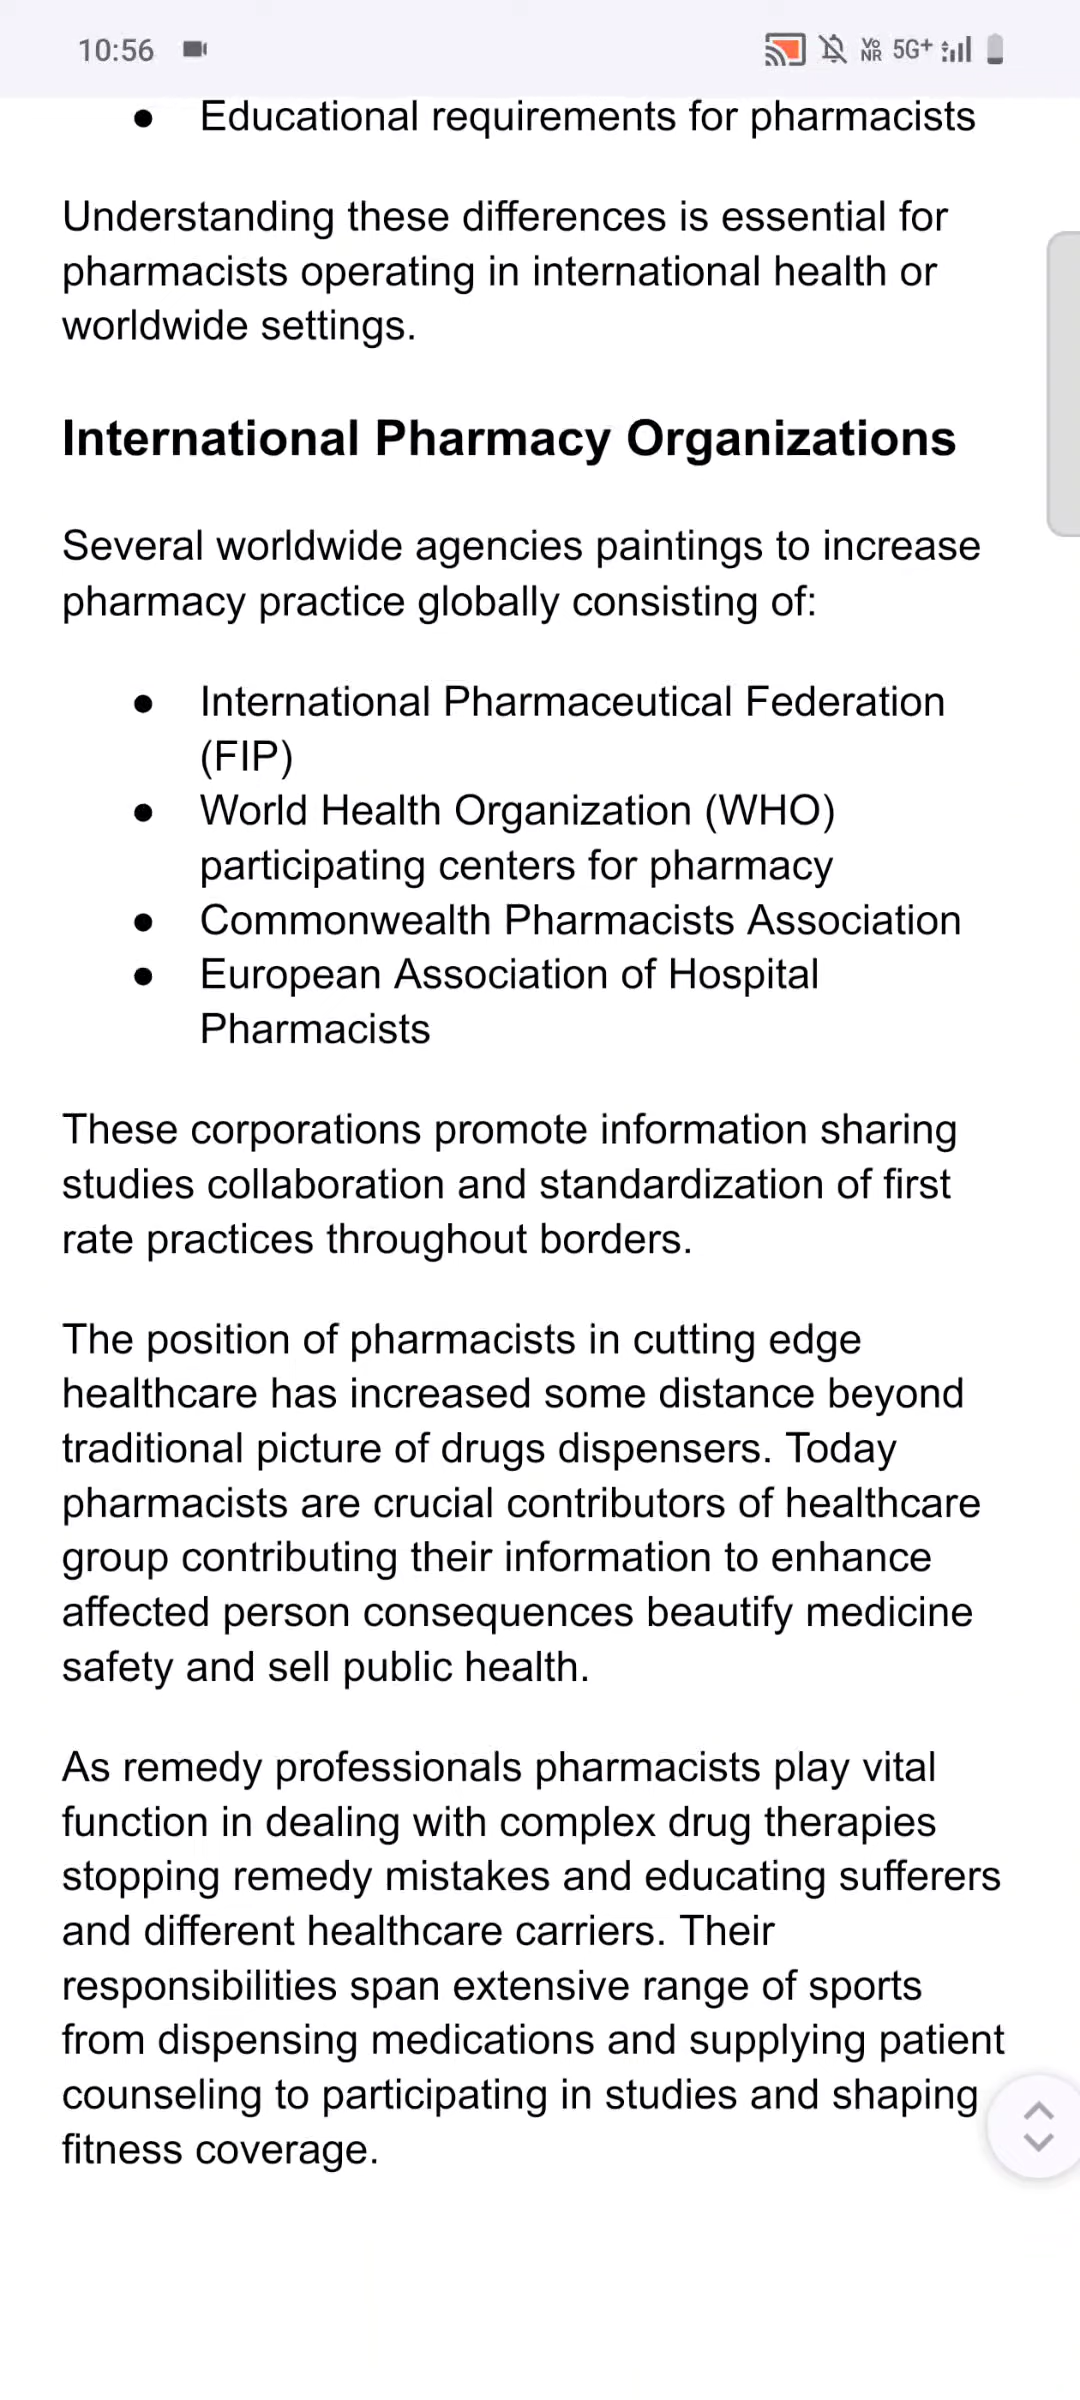 10:56
Vo
NR 5G+
● Educational requirements for pharmacists
Understanding these differences is essential for
pharmacists operating in international health or
worldwide settings.
International Pharmacy Organizations
Several worldwide agencies paintings to increase
pharmacy practice globally consisting of:
● International Pharmaceutical Federation
(FIP)
● World Health Organization (WHO)
participating centers for pharmacy
● Commonwealth Pharmacists Association
● European Association of Hospital
Pharmacists
These corporations promote information sharing
studies collaboration and standardization of first
rate practices throughout borders.
The position of pharmacists in cutting edge
healthcare has increased some distance beyond
traditional picture of drugs dispensers. Today
pharmacists are crucial contributors of healthcare
group contributing their information to enhance
affected person consequences beautify medicine
safety and sell public health.
As remedy professionals pharmacists play vital
function in dealing with complex drug therapies
stopping remedy mistakes and educating sufferers
and different healthcare carriers. Their
responsibilities span extensive range of sports
from dispensing medications and supplying patient
counseling to participating in studies and shaping
fitness coverage.